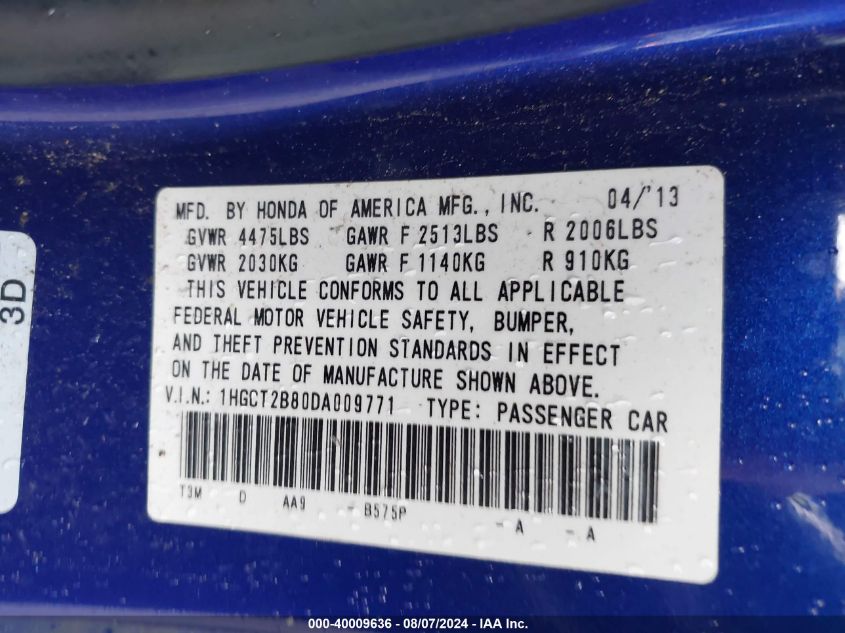 MFD. BY HONDA OF AMERICA MFG., INC. 04/'13
GVWR 4475LBS GAWR F 2513LBS R 2006LBS
GVWR 2030KG GAWR F 1140KG R 910KG
THIS VEHICLE CONFORMS TO ALL APPLICABLE
FEDERAL MOTOR VEHICLE SAFETY, BUMPER,
AND THEFT PREVENTION STANDARDS IN EFFECT
ON THE DATE OF MANUFACTURE SHOWN ABOVE.
V.I.N.: 1HGCT2B80DA009771 TYPE: PASSENGER CAR
T3M D AA9 - B575P - A - A
3D
000-40009636 - 08/07/2024 - IAA Inc.